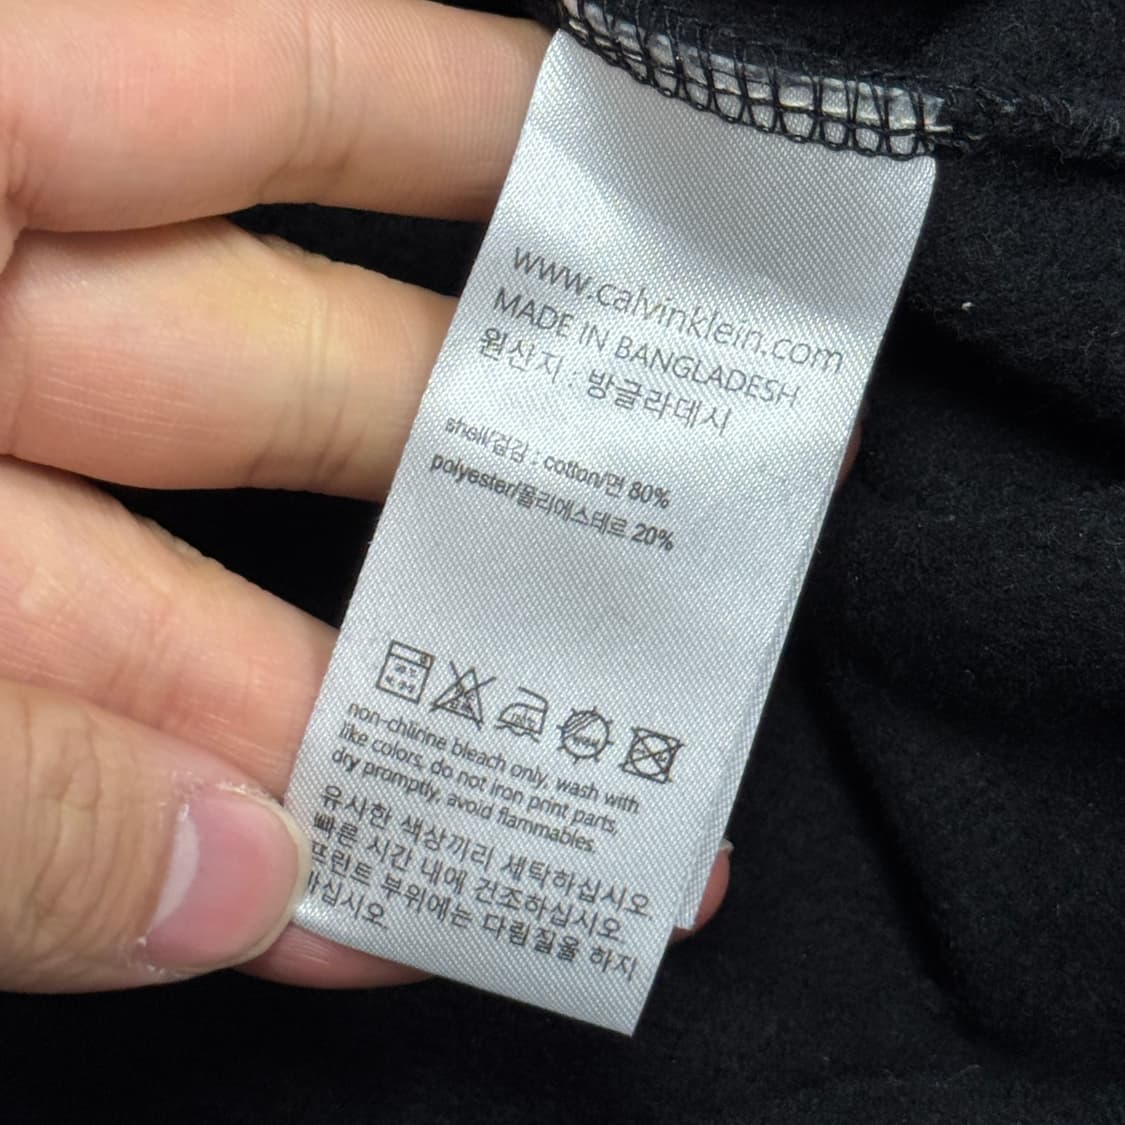 www.calvinklein.com
MADE IN BANGLADESH
원산지 : 방글라데시
shell/겉감 : cotton/면 80%
polyester/폴리에스테르 20%
non-chlirine bleach only, wash with
like colors, do not iron print parts,
dry promptly, avoid flammables.
유사한 색상끼리 세탁하십시오.
빠른 시간 내에 건조하십시오.
프린트 부위에는 다림질을 하지
마십시오.